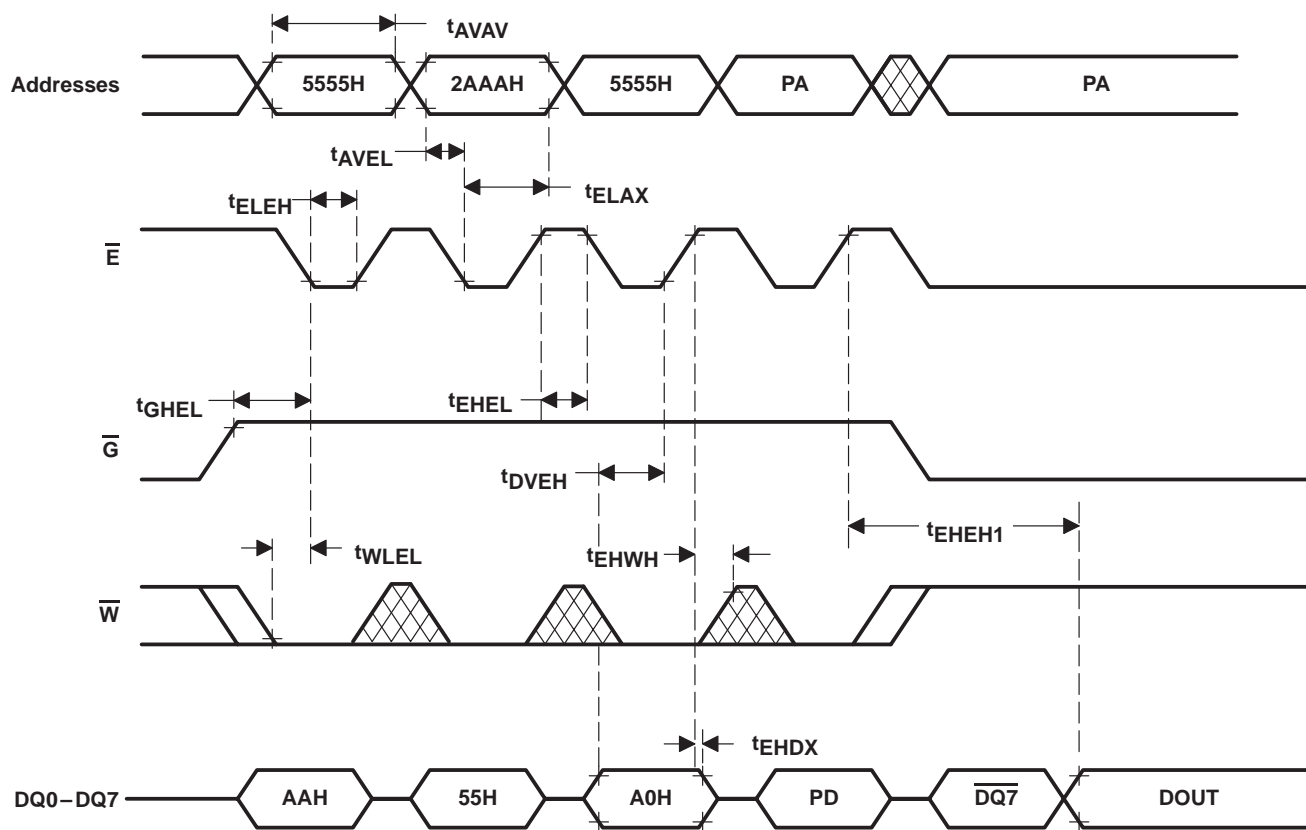 tAVAV
Addresses 5555H 2AAAH 5555H PA PA
tAVEL
tELEH tELAX
E
tGHEL tEHEL
G
tDVEH
tEHEH1
tWLEL tEHWH
W
tEHDX
DQ0–DQ7 AAH 55H A0H PD DQ7 DOUT